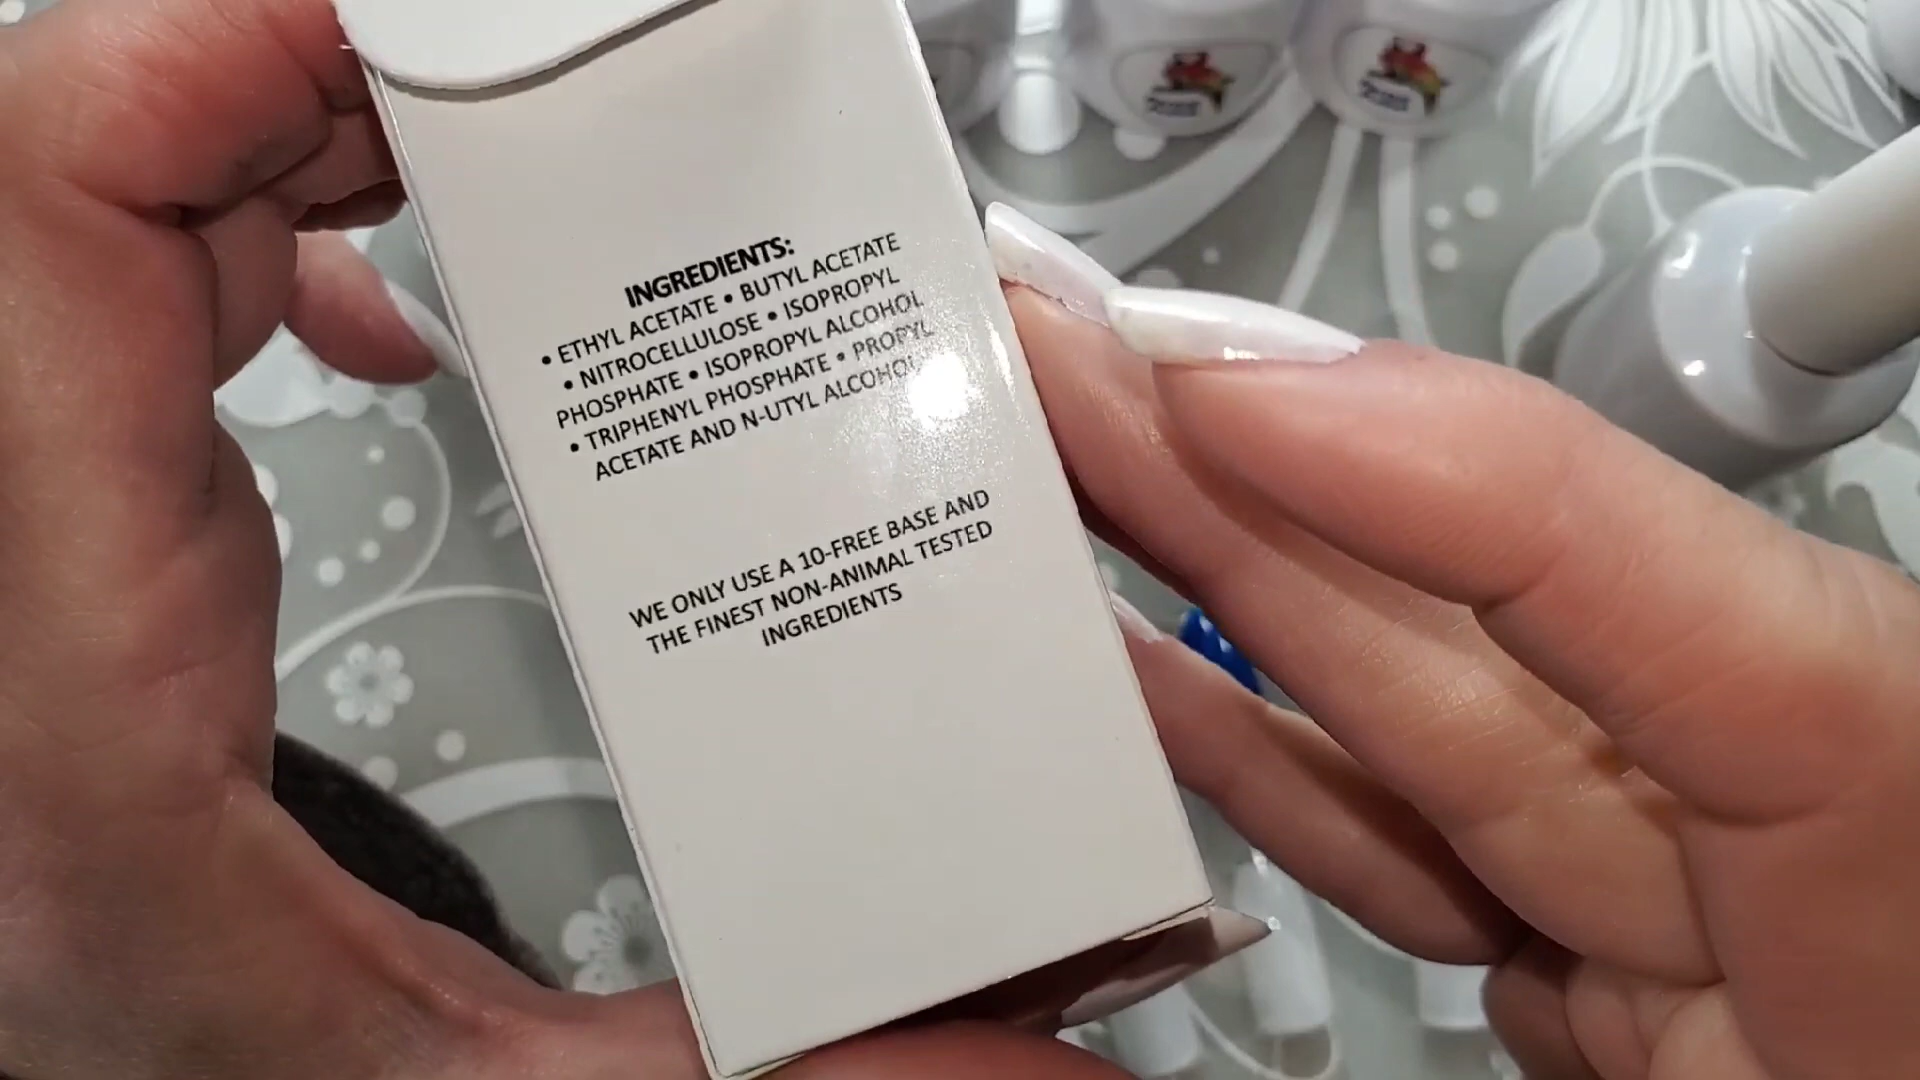 INGREDIENTS:
• ETHYL ACETATE • BUTYL ACETATE
• NITROCELLULOSE • ISOPROPYL
PHOSPHATE • ISOPROPYL ALCOHOL
• TRIPHENYL PHOSPHATE • PROPYL
ACETATE AND N-UTYL ALCOHOL
WE ONLY USE A 10-FREE BASE AND
THE FINEST NON-ANIMAL TESTED
INGREDIENTS